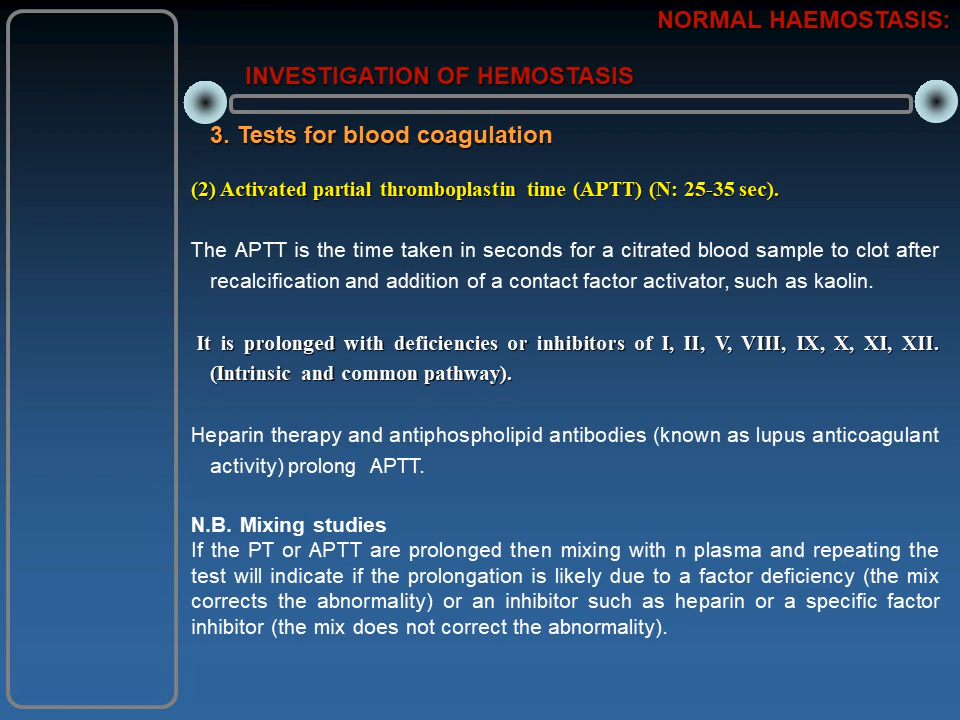 NORMAL HAEMOSTASIS:
INVESTIGATION OF HEMOSTASIS
3. Tests for blood coagulation
(2) Activated partial thromboplastin time (APTT) (N: 25-35 sec).
The APTT is the time taken in seconds for a citrated blood sample to clot after
recalcification and addition of a contact factor activator, such as kaolin.
It is prolonged with deficiencies or inhibitors of I, II, V, VIII, IX, X, XI, XII.
(Intrinsic and common pathway).
Heparin therapy and antiphospholipid antibodies (known as lupus anticoagulant
activity) prolong APTT.
N.B. Mixing studies
If the PT or APTT are prolonged then mixing with n plasma and repeating the
test will indicate if the prolongation is likely due to a factor deficiency (the mix
corrects the abnormality) or an inhibitor such as heparin or a specific factor
inhibitor (the mix does not correct the abnormality).